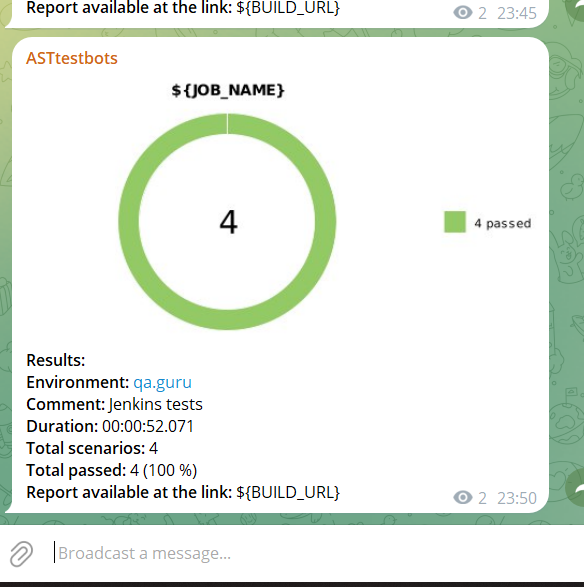 Report available at the link: ${BUILD_URL}
2 23:45
ASTtestbots
${JOB_NAME}
4
4 passed
Results:
Environment: qa.guru
Comment: Jenkins tests
Duration: 00:00:52.071
Total scenarios: 4
Total passed: 4 (100 %)
Report available at the link: ${BUILD_URL}
2 23:50
Broadcast a message...